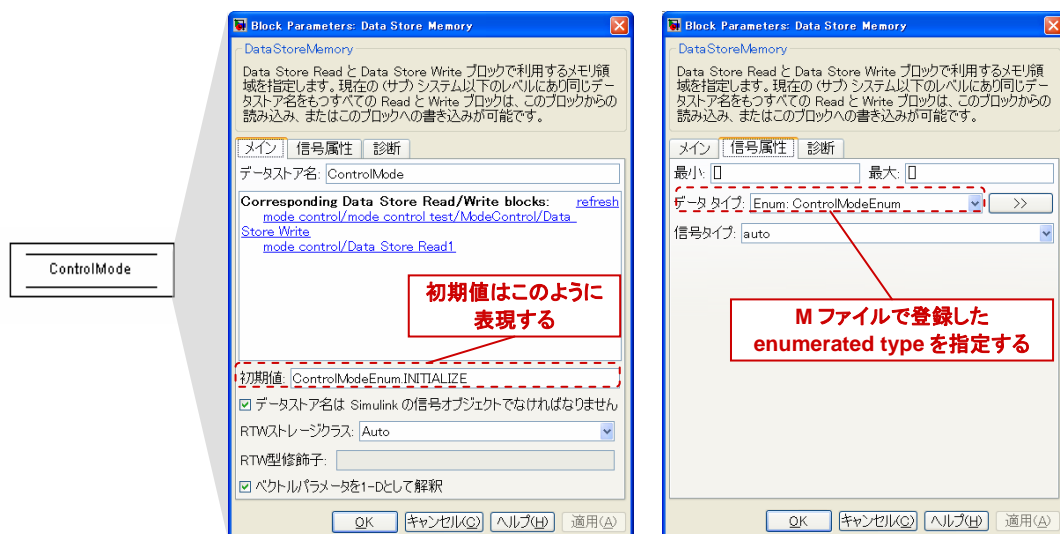 ControlMode
Block Parameters: Data Store Memory
DataStoreMemory
Data Store Read と Data Store Write ブロックで利用するメモリ領
域を指定します。現在の (サブ) システム以下のレベルにあり同じデー
タストア名をもつすべての Read と Write ブロックは、このブロックからの
読み込み、またはこのブロックへの書き込みが可能です。
メイン 信号属性 診断
データストア名: ControlMode
Corresponding Data Store Read/Write blocks: refresh
mode control/mode control test/ModeControl/Data
Store Write
mode control/Data Store Read1
初期値はこのように
表現する
初期値: ControlModeEnum.INITIALIZE
データストア名は Simulink の信号オブジェクトでなければなりません
RTWストレージクラス: Auto
RTW型修飾子:
ベクトルパラメータを1-Dとして解釈
OK キャンセル(C) ヘルプ(H) 適用(A)
Block Parameters: Data Store Memory
DataStoreMemory
Data Store Read と Data Store Write ブロックで利用するメモリ領
域を指定します。現在の (サブ) システム以下のレベルにあり同じデー
タストア名をもつすべての Read と Write ブロックは、このブロックからの
読み込み、またはこのブロックへの書き込みが可能です。
メイン 信号属性 診断
最小: [] 最大: []
データ タイプ: Enum: ControlModeEnum >>
信号タイプ: auto
M ファイルで登録した
enumerated type を指定する
OK キャンセル(C) ヘルプ(H) 適用(A)